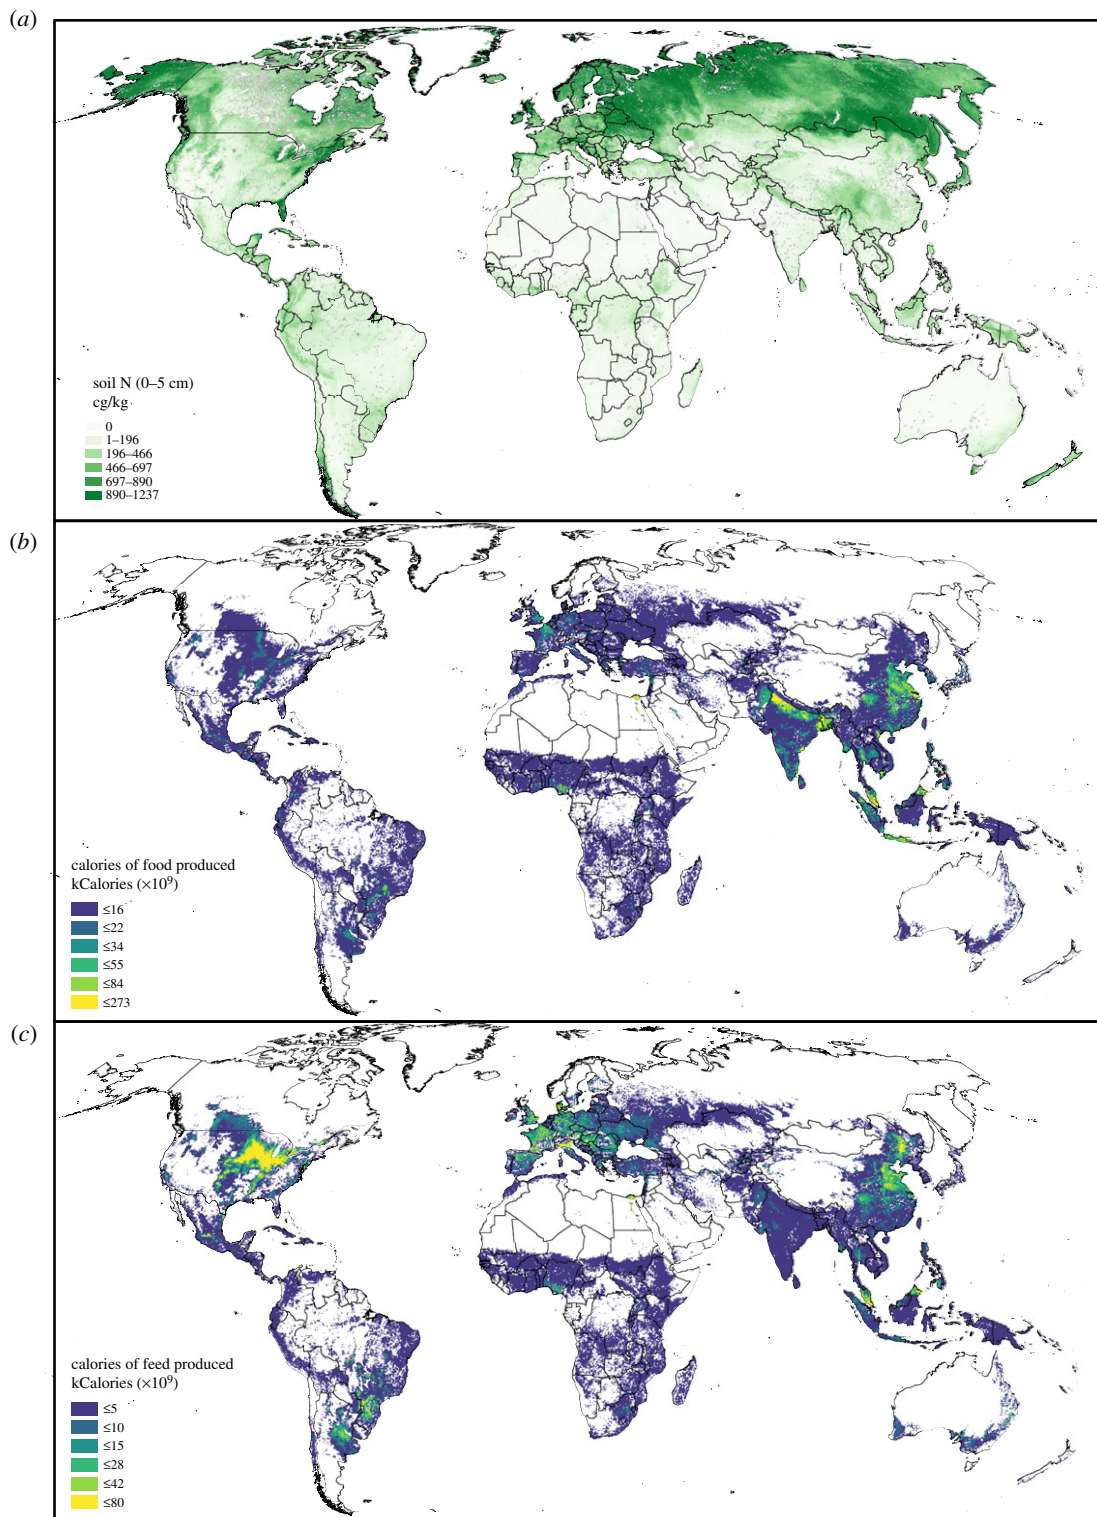 (a)
soil N (0–5 cm)
cg/kg
0
1–196
196–466
466–697
697–890
890–1237
(b)
calories of food produced
kCalories (×10⁹)
≤16
≤22
≤34
≤55
≤84
≤273
(c)
calories of feed produced
kCalories (×10⁹)
≤5
≤10
≤15
≤28
≤42
≤80